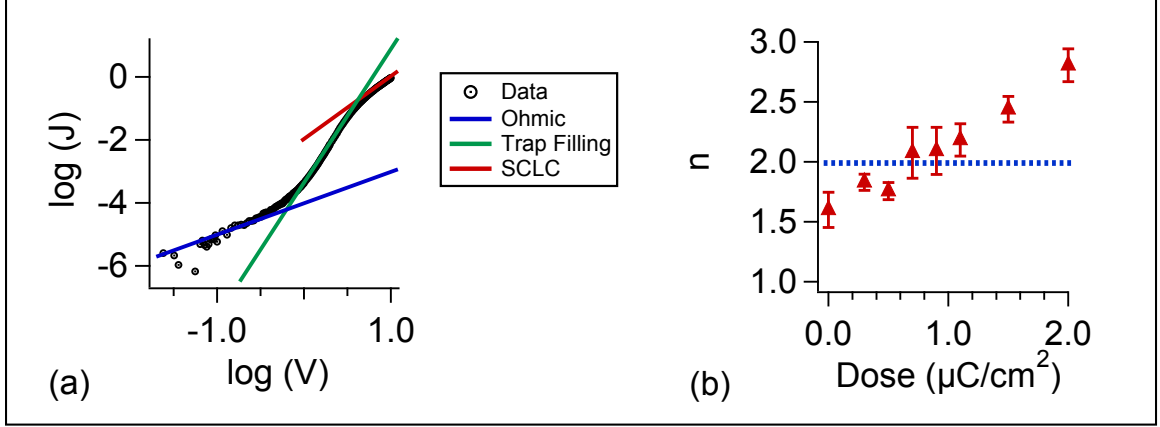 0
-2
-4
-6
log (J)
-1.0
1.0
log (V)
(a)
Data
Ohmic
Trap Filling
SCLC
3.0
2.5
2.0
1.5
1.0
n
0.0
1.0
2.0
Dose (µC/cm²)
(b)